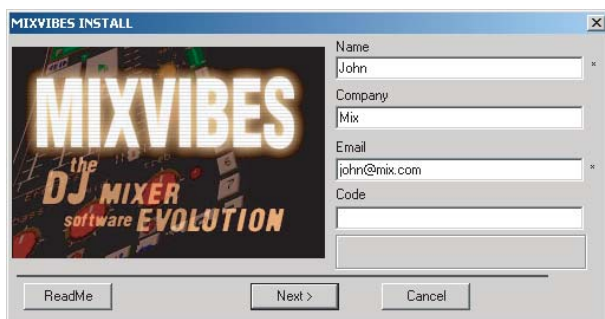 MIXVIBES INSTALL
MIXVIBES
the
DJ MIXER
software EVOLUTION
Name
John
*
Company
Mix
Email
john@mix.com
*
Code
ReadMe
Next >
Cancel